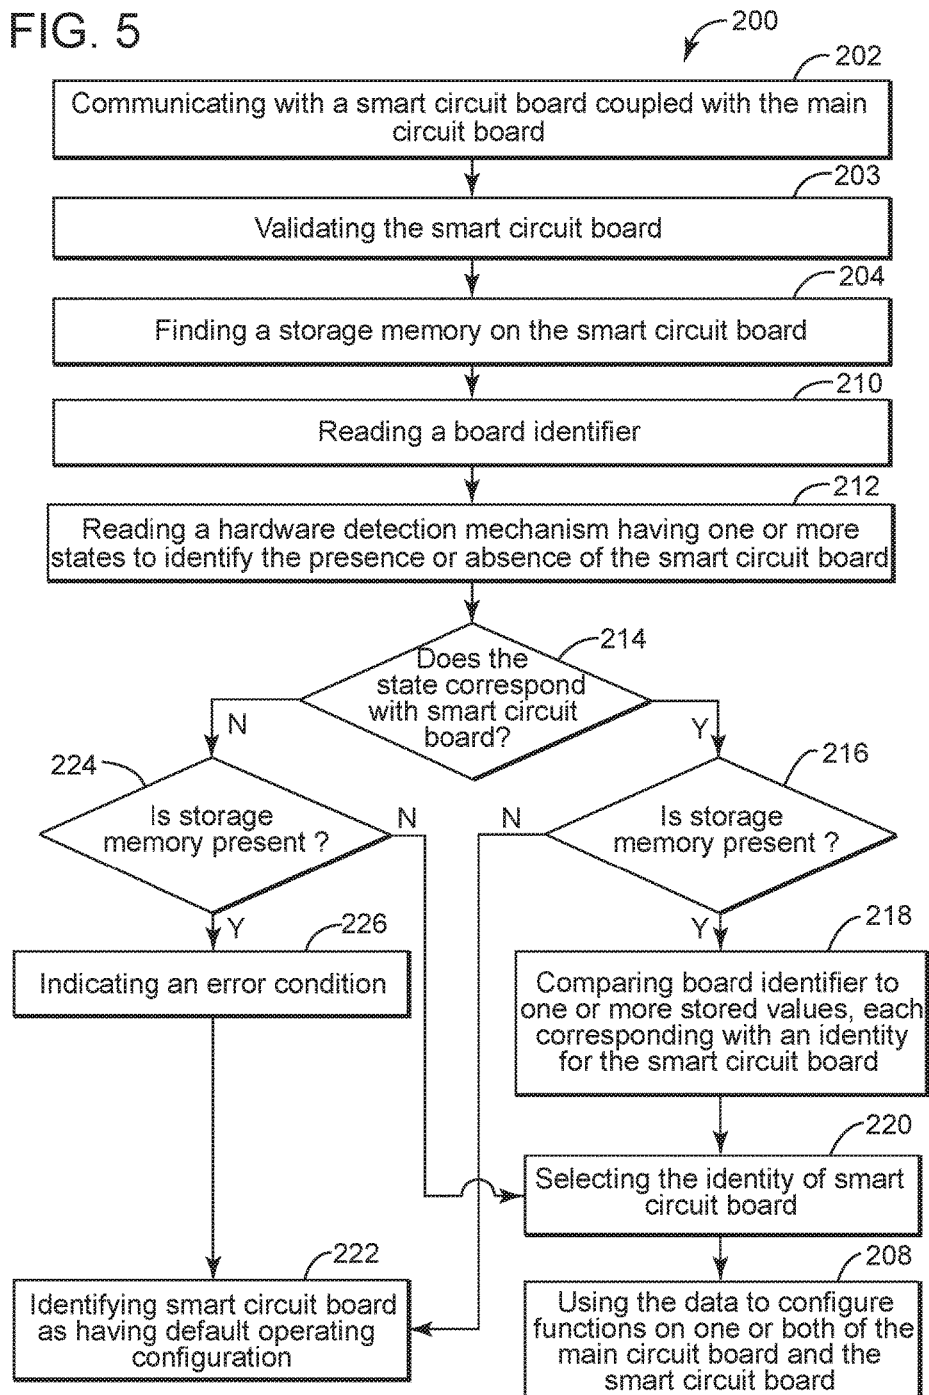 FIG. 5
200
202
Communicating with a smart circuit board coupled with the main
circuit board
203
Validating the smart circuit board
204
Finding a storage memory on the smart circuit board
210
Reading a board identifier
212
Reading a hardware detection mechanism having one or more
states to identify the presence or absence of the smart circuit board
214
Does the
state correspond
with smart circuit
board?
N
Y
224
Is storage
memory present ?
N
Y
216
Is storage
memory present ?
N
Y
226
Indicating an error condition
218
Comparing board identifier to
one or more stored values, each
corresponding with an identity
for the smart circuit board
220
Selecting the identity of smart
circuit board
222
Identifying smart circuit board
as having default operating
configuration
208
Using the data to configure
functions on one or both of the
main circuit board and the
smart circuit board